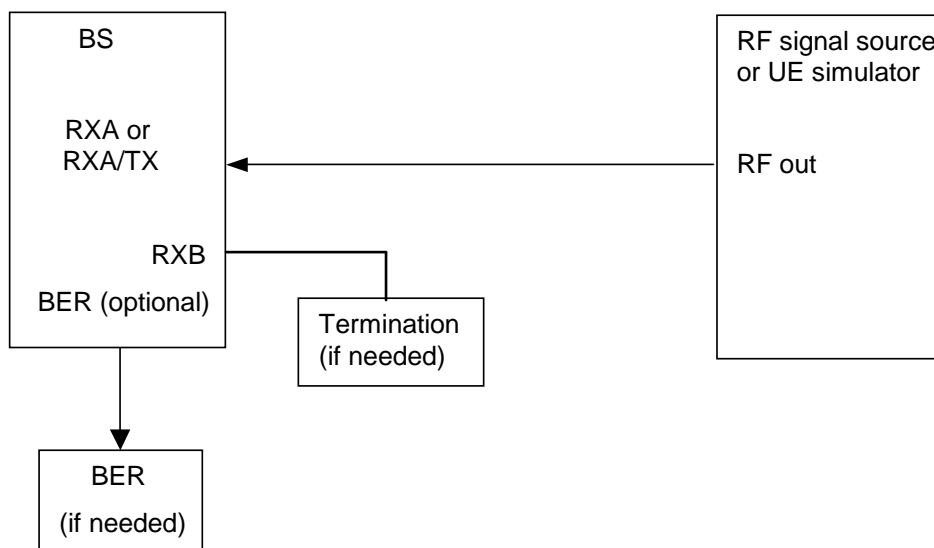 BS
RXA or
RXA/TX
RXB
BER (optional)
RF signal source
or UE simulator
RF out
Termination
(if needed)
BER
(if needed)